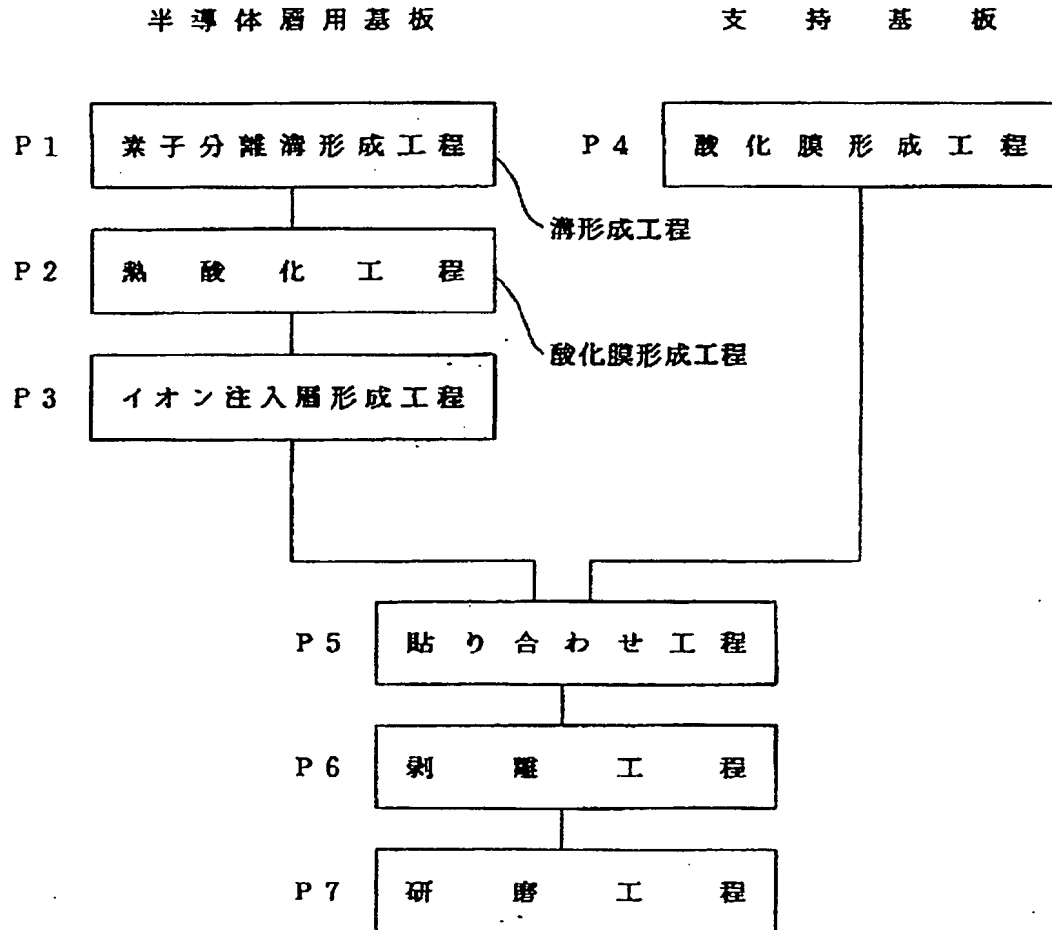 半導体層用基板
支持基板
P1 素子分離溝形成工程
P4 酸化膜形成工程
溝形成工程
P2 熱酸化工程
酸化膜形成工程
P3 イオン注入層形成工程
P5 貼り合わせ工程
P6 剥離工程
P7 研磨工程